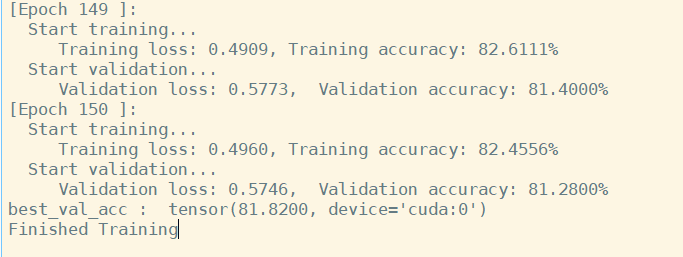 [Epoch 149 ]:
  Start training...
     Training loss: 0.4909, Training accuracy: 82.6111%
  Start validation...
     Validation loss: 0.5773,  Validation accuracy: 81.4000%
[Epoch 150 ]:
  Start training...
     Training loss: 0.4960, Training accuracy: 82.4556%
  Start validation...
     Validation loss: 0.5746,  Validation accuracy: 81.2800%
best_val_acc :  tensor(81.8200, device='cuda:0')
Finished Training